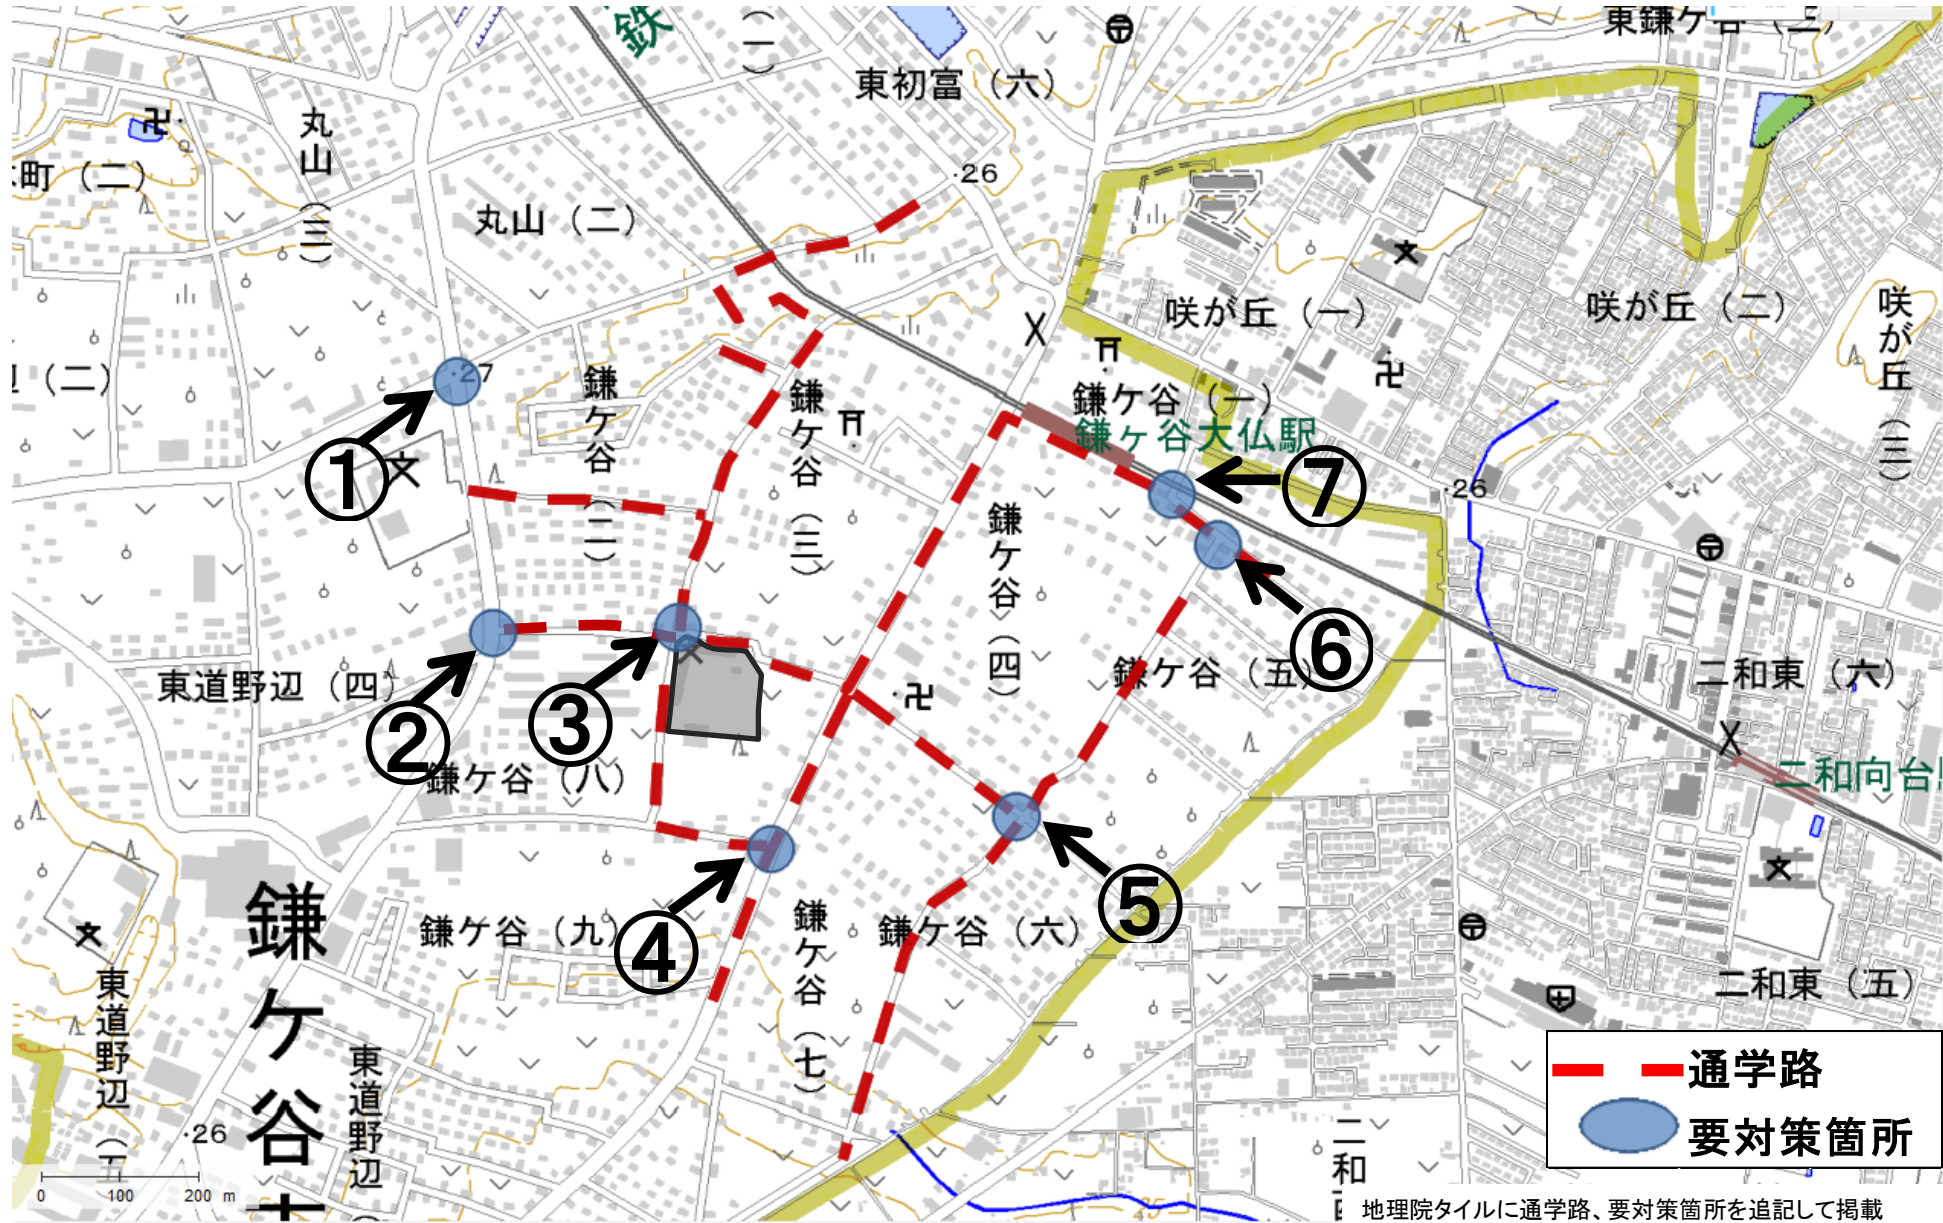 鉄
(一)
東初富 (六)
東鎌ケ谷 (三)
丸山 (三)
町 (二)
丸山 (二)
・26
・27
(二)
鎌ケ谷 (二)
鎌ケ谷 (三)
咲が丘 (一)
咲が丘 (二)
咲が丘 (三)
鎌ケ谷 (一)
鎌ヶ谷大仏駅
①
⑦
・26
鎌ケ谷 (四)
⑥
鎌ケ谷 (五)
東道野辺 (四)
②
③
二和東 (六)
二和向台
鎌ケ谷 (八)
⑤
④
鎌ケ谷 (九)
鎌ケ谷 (七)
鎌ケ谷 (六)
二和東 (五)
鎌ケ谷市
東道野辺 (五
東道野辺
・26
25
二和
0 100 200 m
通学路
要対策箇所
地理院タイルに通学路、要対策箇所を追記して掲載